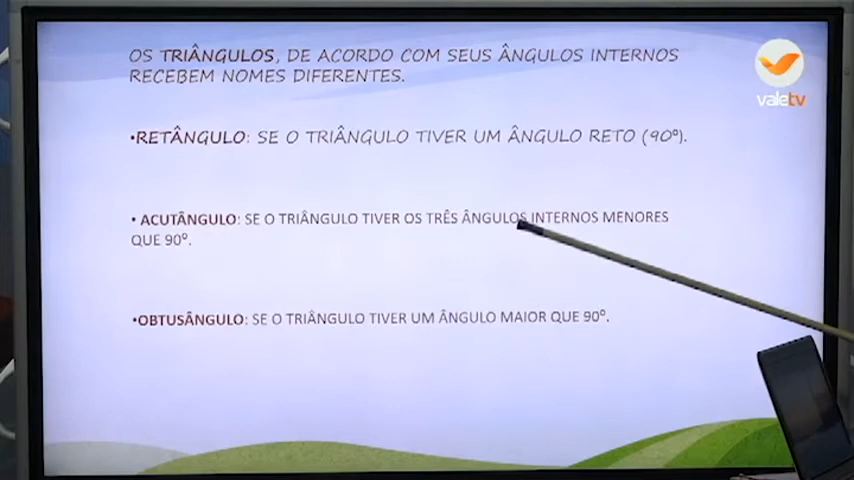 OS TRIÂNGULOS, DE ACORDO COM SEUS ÂNGULOS INTERNOS
RECEBEM NOMES DIFERENTES.
•RETÂNGULO: SE O TRIÂNGULO TIVER UM ÂNGULO RETO (90º).
• ACUTÂNGULO: SE O TRIÂNGULO TIVER OS TRÊS ÂNGULOS INTERNOS MENORES
QUE 90º.
•OBTUSÂNGULO: SE O TRIÂNGULO TIVER UM ÂNGULO MAIOR QUE 90º.
valetv